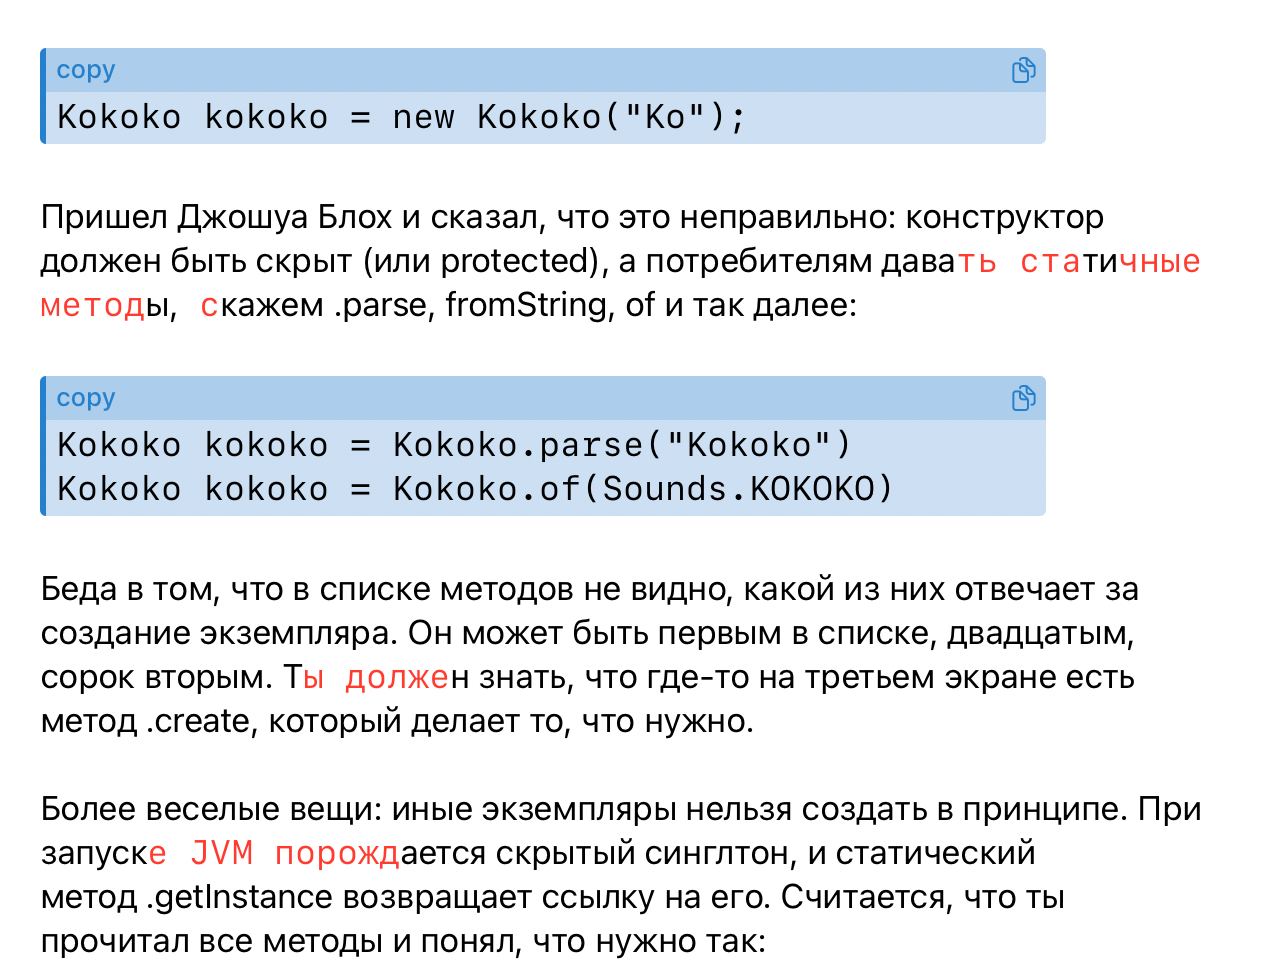 copy
Kokoko kokoko = new Kokoko("Ko");
Пришел Джошуа Блох и сказал, что это неправильно: конструктор
должен быть скрыт (или protected), а потребителям давать статичные
методы, скажем .parse, fromString, of и так далее:
copy
Kokoko kokoko = Kokoko.parse("Kokoko")
Kokoko kokoko = Kokoko.of(Sounds.KOKOKO)
Беда в том, что в списке методов не видно, какой из них отвечает за
создание экземпляра. Он может быть первым в списке, двадцатым,
сорок вторым. Ты должен знать, что где-то на третьем экране есть
метод .create, который делает то, что нужно.
Более веселые вещи: иные экземпляры нельзя создать в принципе. При
запуске JVM порождается скрытый синглтон, и статический
метод .getInstance возвращает ссылку на его. Считается, что ты
прочитал все методы и понял, что нужно так: